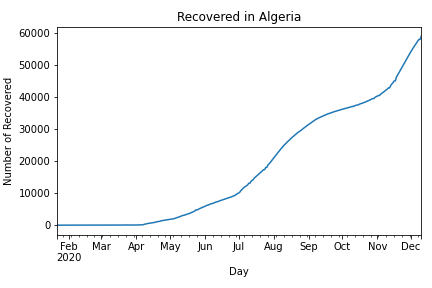 Recovered in Algeria
60000
50000
40000
30000
20000
10000
0
Number of Recovered
Feb Mar Apr May Jun Jul Aug Sep Oct Nov Dec
2020
Day